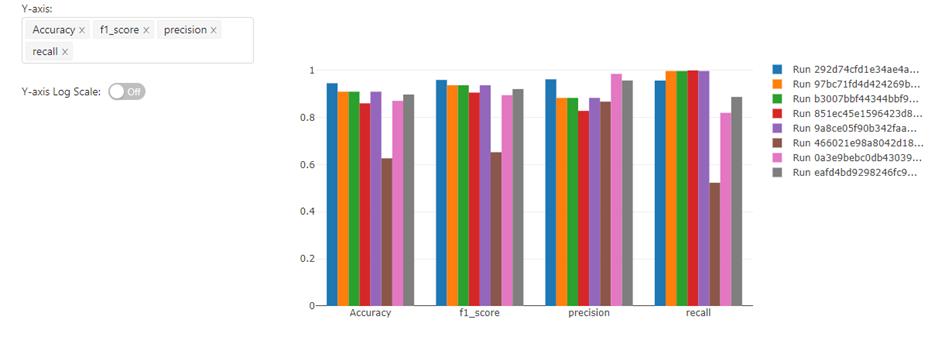 Y-axis:
Accuracy × f1_score × precision ×
recall ×
Y-axis Log Scale: Off
1
0.8
0.6
0.4
0.2
0
Accuracy f1_score precision recall
Run 292d74cfd1e34ae4a...
Run 97bc71fd4d424269b...
Run b3007bbf44344bbf9...
Run 851ec45e1596423d8...
Run 9a8ce05f90b342faa...
Run 466021e98a8042d18...
Run 0a3e9bebc0db43039...
Run eafd4bd9298246fc9...